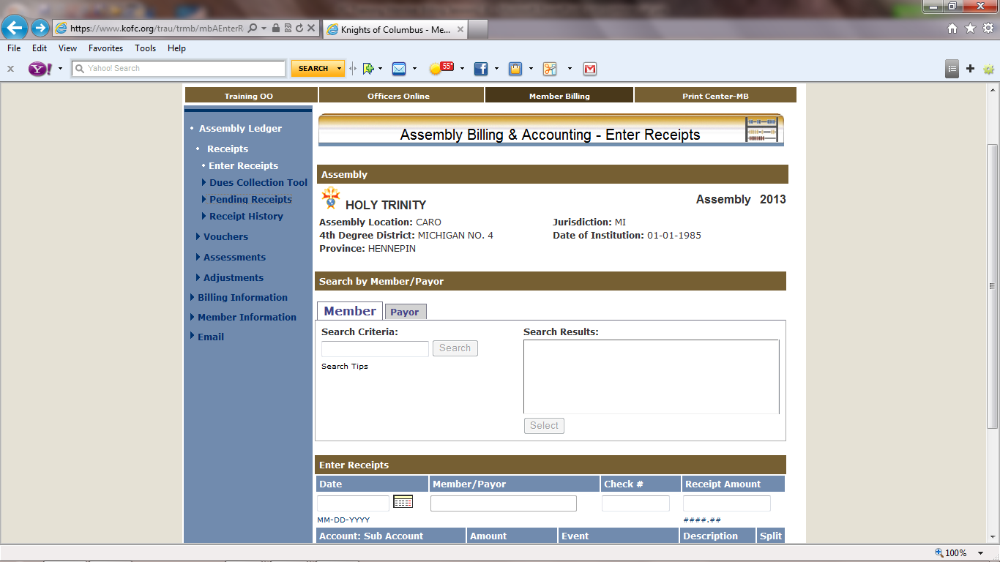 https://www.kofc.org/trau/trmb/mbAEnterR
Knights of Columbus - Me...
File Edit View Favorites Tools Help
Y! Yahoo! Search SEARCH 55°
Training OO Officers Online Member Billing Print Center-MB
Assembly Ledger
Receipts
Enter Receipts
Dues Collection Tool
Pending Receipts
Receipt History
Vouchers
Assessments
Adjustments
Billing Information
Member Information
Email
Assembly Billing & Accounting - Enter Receipts
Assembly
HOLY TRINITY Assembly 2013
Assembly Location: CARO Jurisdiction: MI
4th Degree District: MICHIGAN NO. 4 Date of Institution: 01-01-1985
Province: HENNEPIN
Search by Member/Payor
Member Payor
Search Criteria: Search Results:
Search
Search Tips
Select
Enter Receipts
Date Member/Payor Check # Receipt Amount
MM-DD-YYYY ####.##
Account: Sub Account Amount Event Description Split
100%